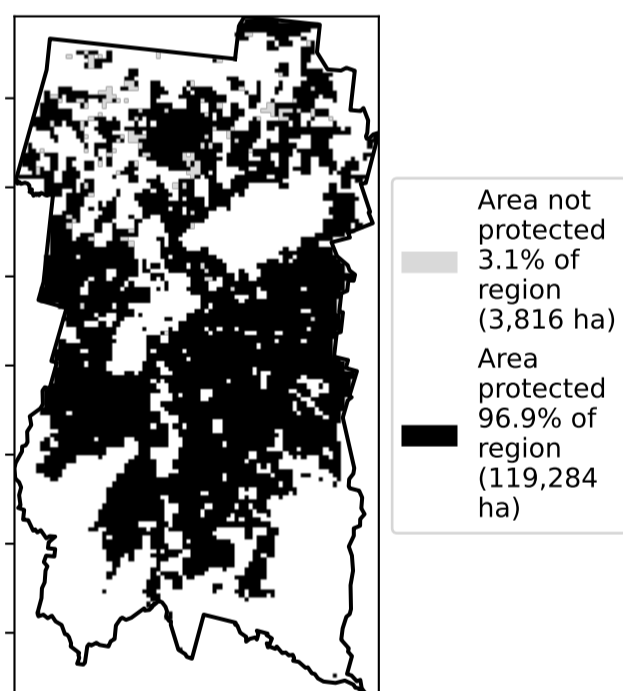 Area not
protected
3.1% of
region
(3,816 ha)
Area
protected
96.9% of
region
(119,284
ha)